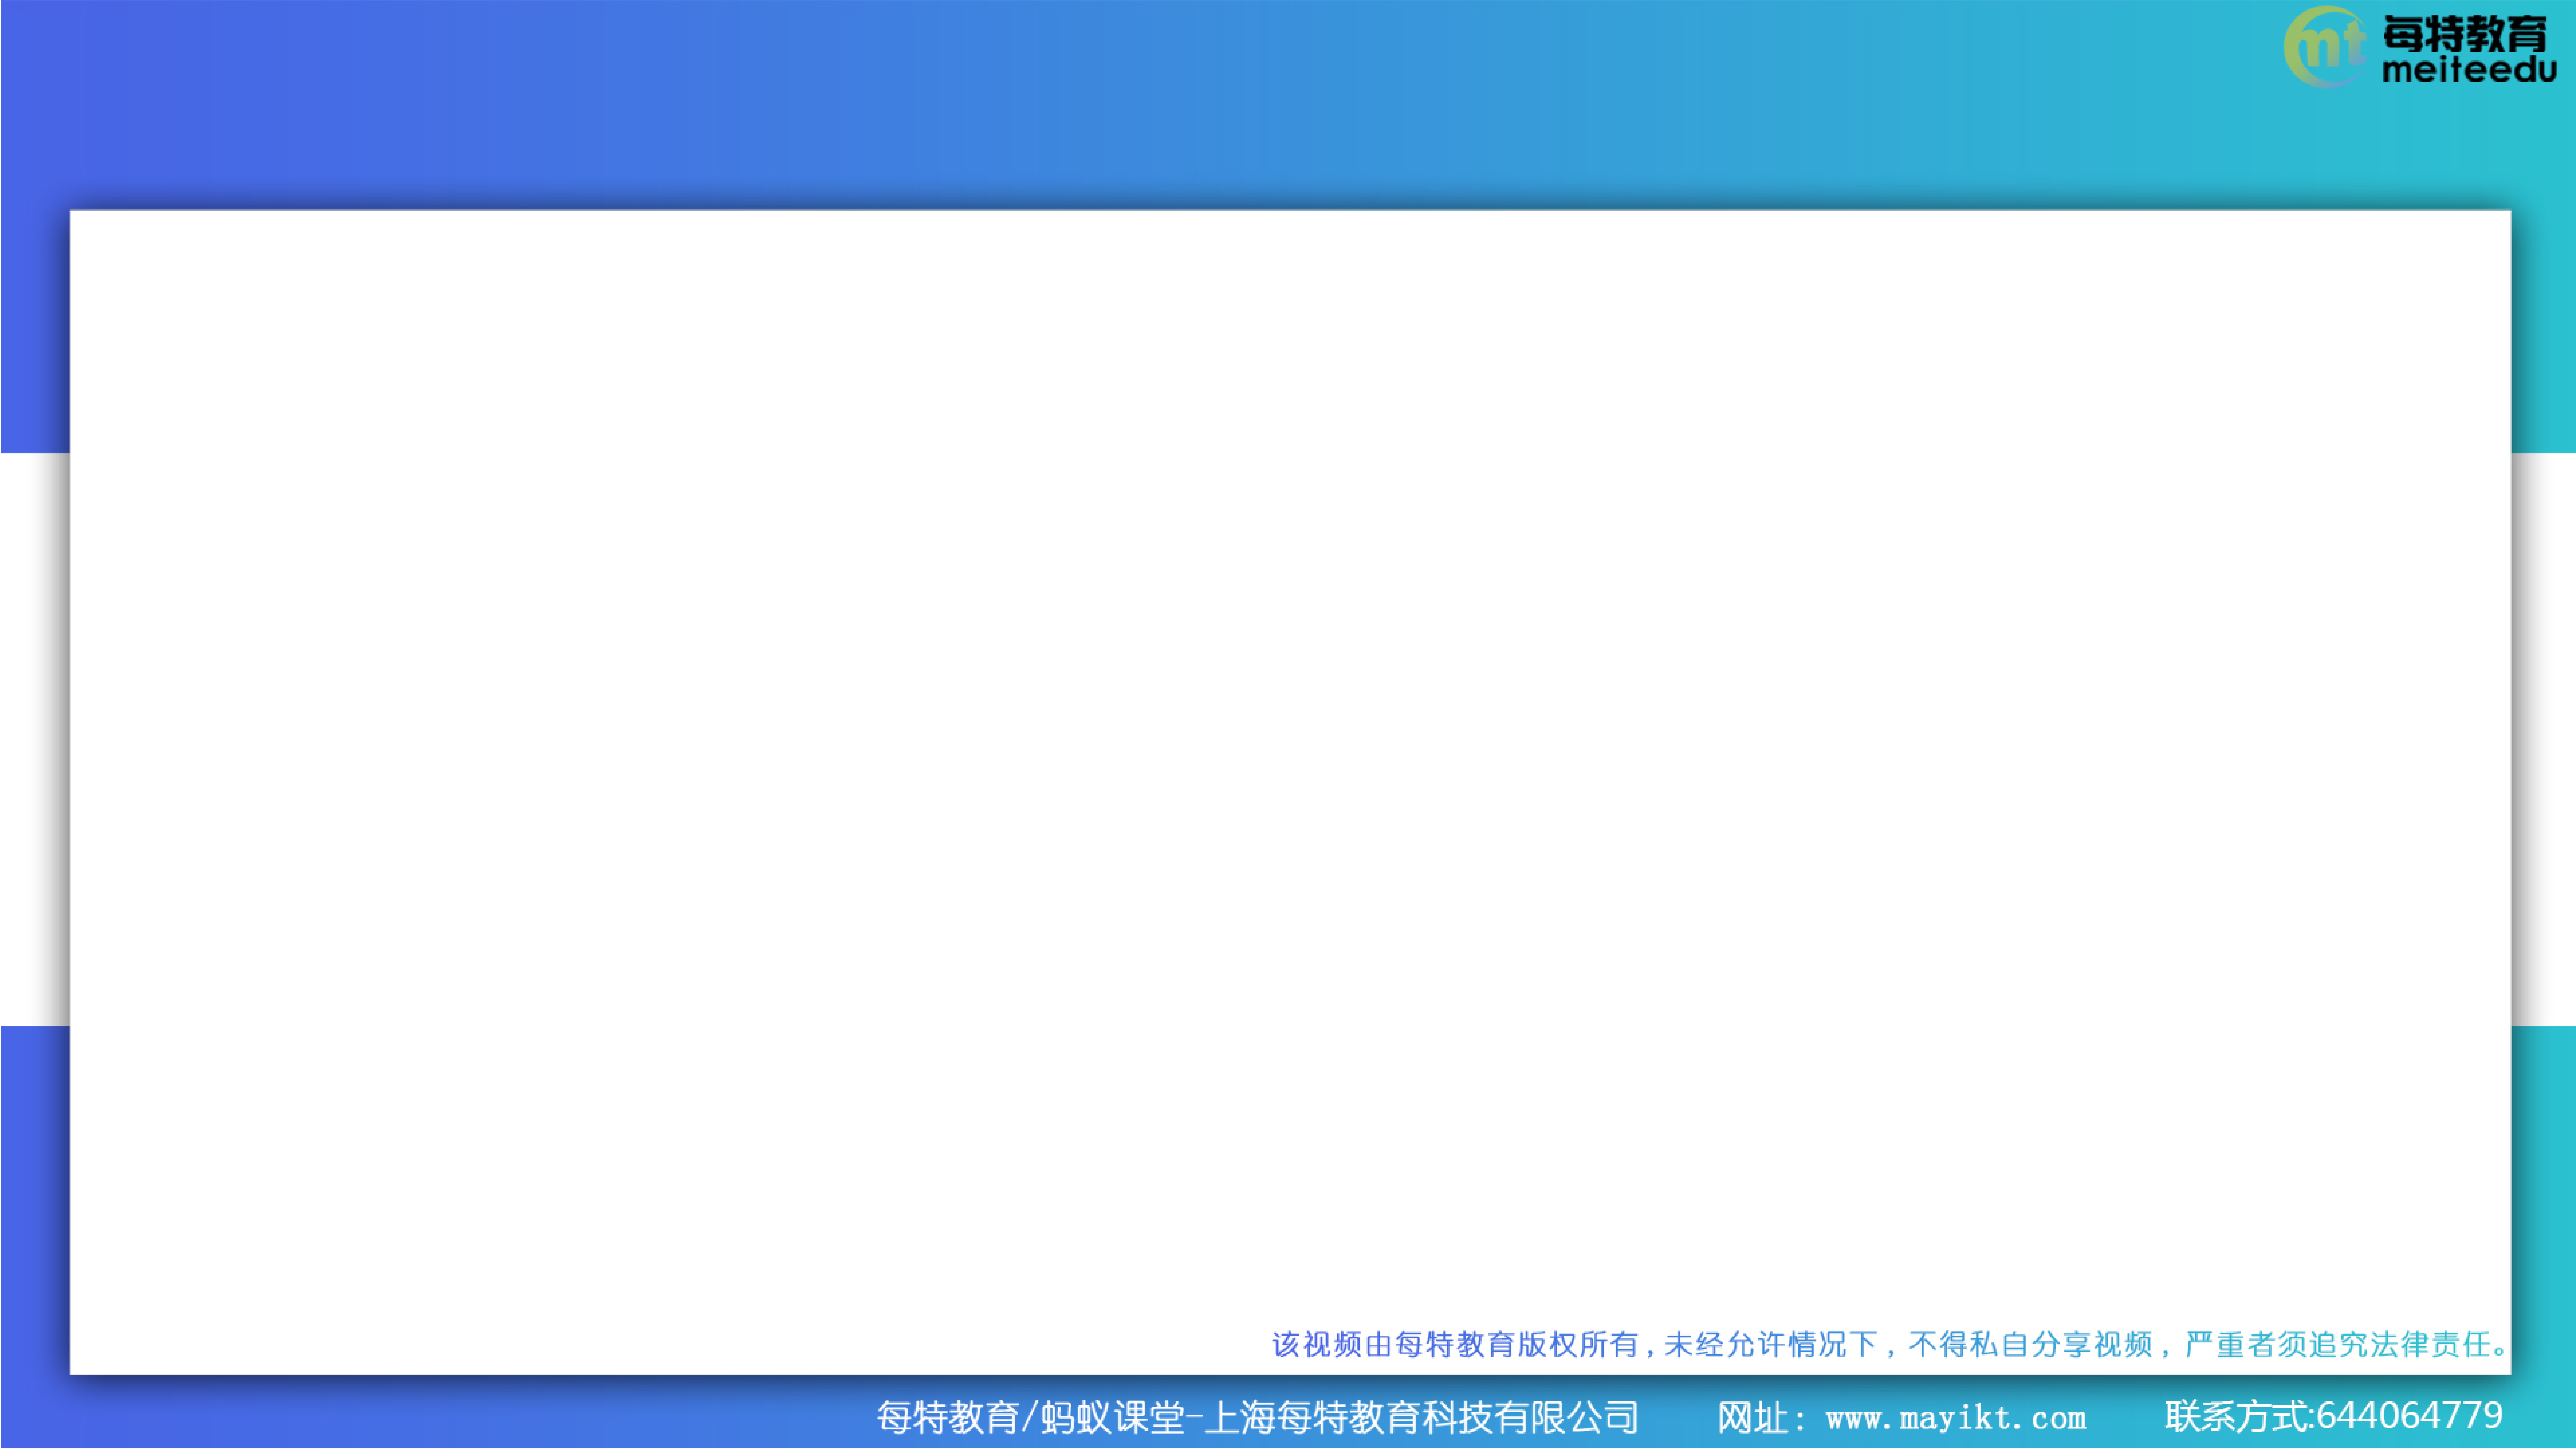 mt
每特教育
meiteedu
该视频由每特教育版权所有,未经允许情况下,不得私自分享视频,严重者须追究法律责任。
每特教育/蚂蚁课堂-上海每特教育科技有限公司 网址: www.mayikt.com 联系方式:644064779